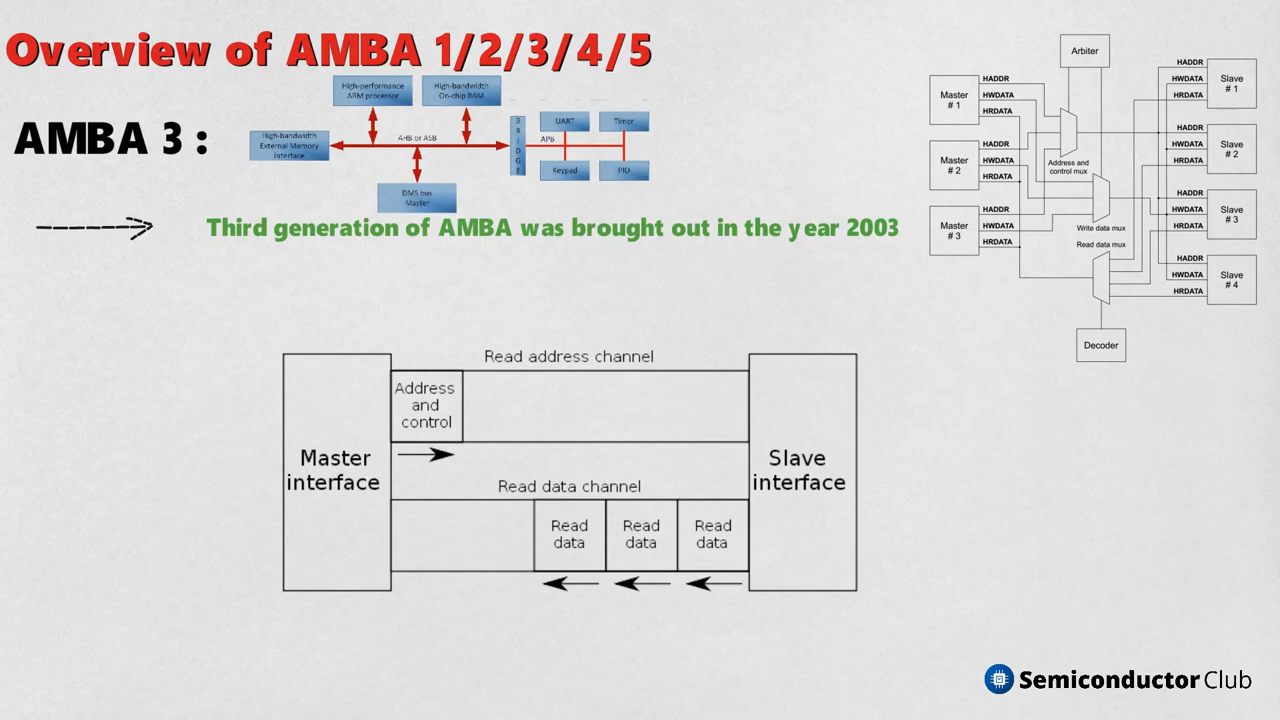 Overview of AMBA 1/2/3/4/5
AMBA 3 :
High-performance
ARM processor
High-bandwidth
On-chip RAM
High-bandwidth
External Memory
Interface
AHB or ASB
B
R
I
D
G
E
APB
UART
Timer
Keypad
PIO
DMS bus
Master
Third generation of AMBA was brought out in the year 2003
Arbiter
Master
# 1
HADDR
HWDATA
HRDATA
Master
# 2
HADDR
HWDATA
HRDATA
Master
# 3
HADDR
HWDATA
HRDATA
Address and
control mux
Write data mux
Read data mux
HADDR
HWDATA
HRDATA
Slave
# 1
HADDR
HWDATA
HRDATA
Slave
# 2
HADDR
HWDATA
HRDATA
Slave
# 3
HADDR
HWDATA
HRDATA
Slave
# 4
Decoder
Read address channel
Address
and
control
Master
interface
Slave
interface
Read data channel
Read
data
Read
data
Read
data
Semiconductor Club